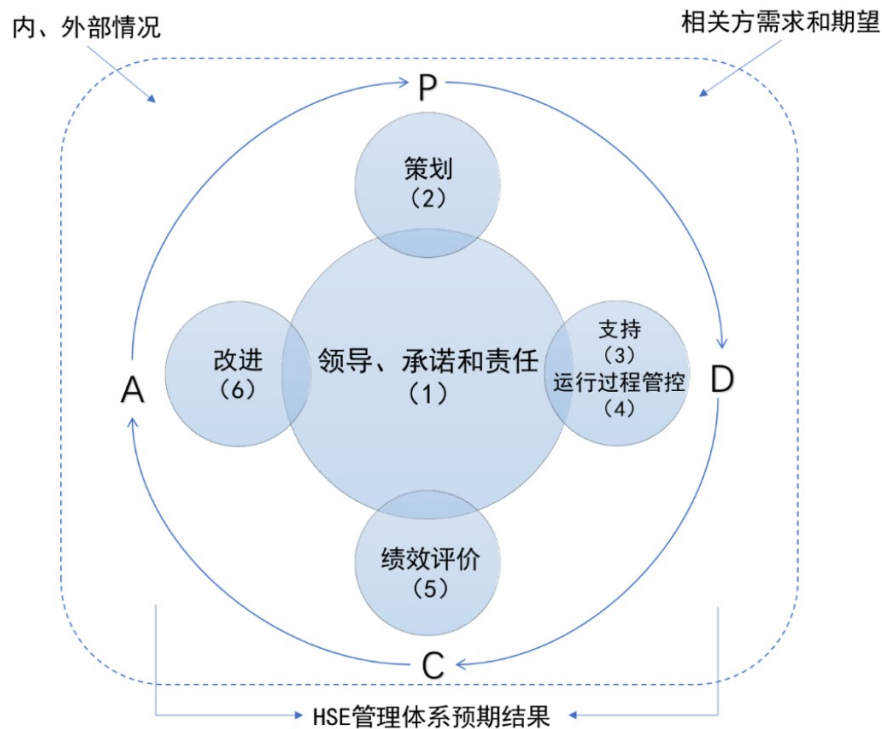 内、外部情况
相关方需求和期望
P
策划
（2）
领导、承诺和责任
（1）
支持
（3）
运行过程管控
（4）
D
改进
（6）
A
绩效评价
（5）
C
HSE管理体系预期结果